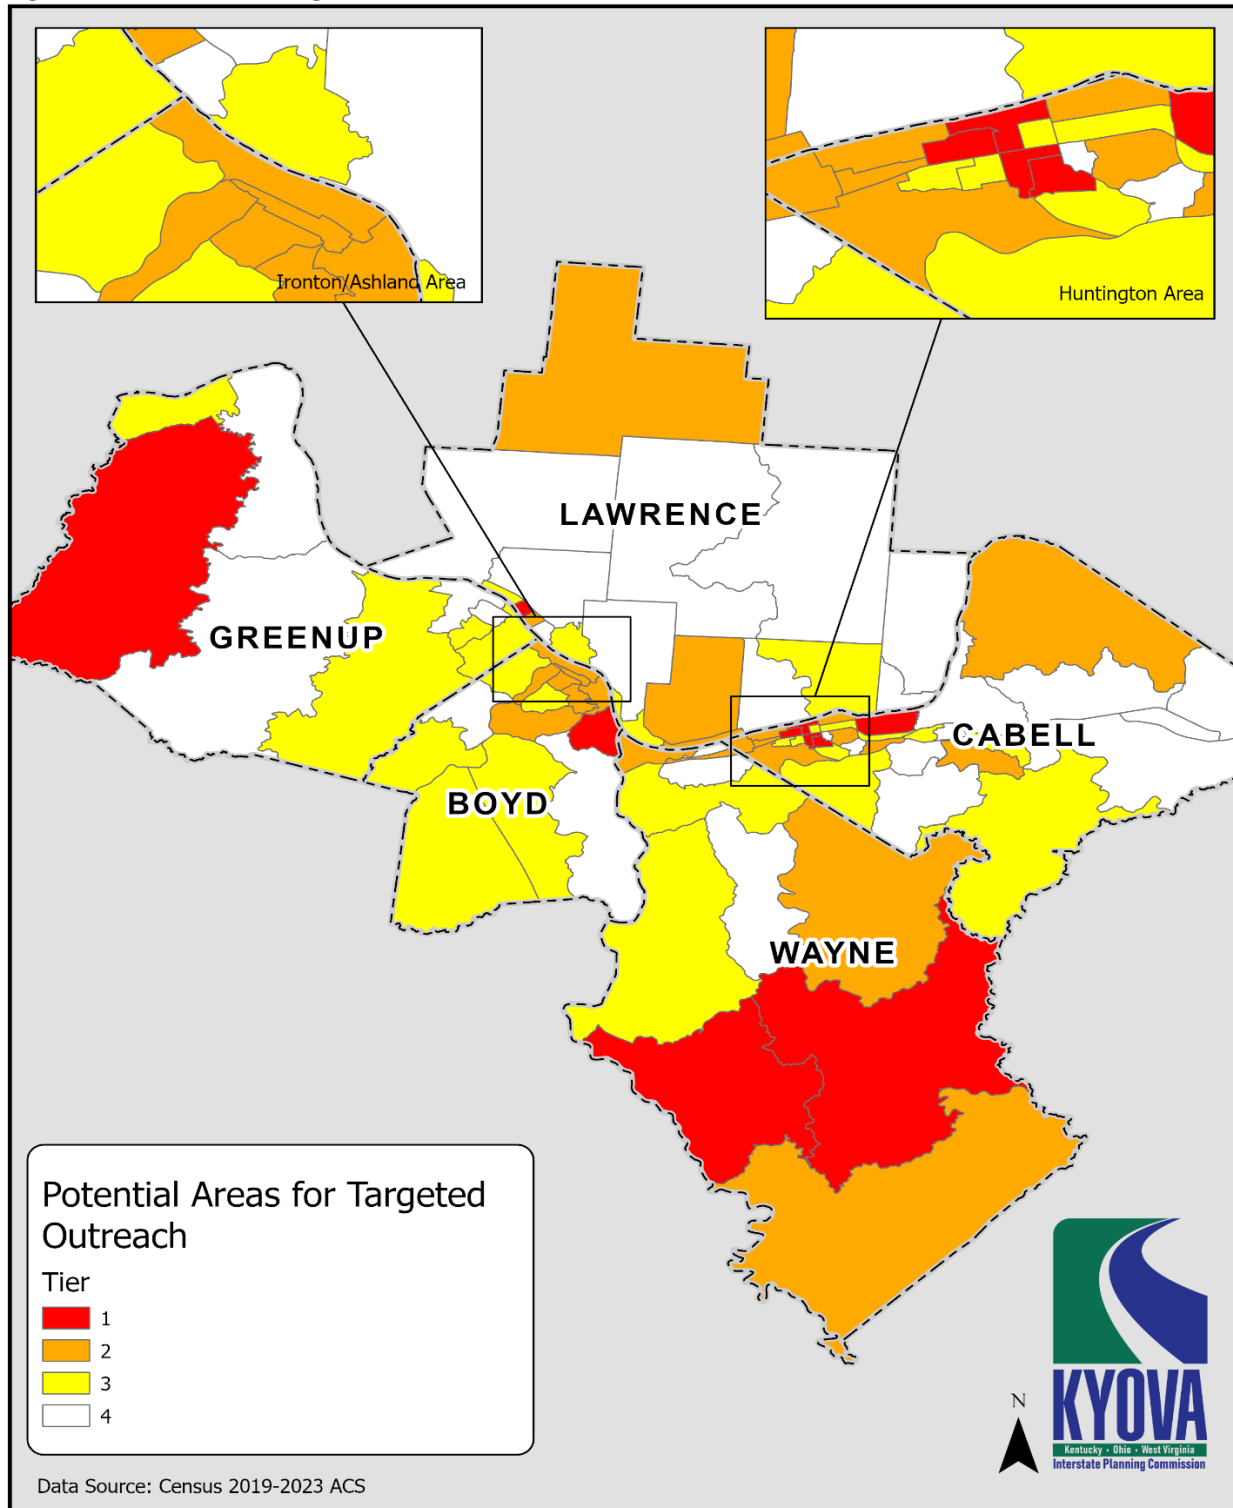 Ironton/Ashland Area
Huntington Area
LAWRENCE
GREENUP
CABELL
BOYD
WAYNE
Potential Areas for Targeted
Outreach
Tier
1
2
3
4
Data Source: Census 2019-2023 ACS
N
KYOVA
Kentucky • Ohio • West Virginia
Interstate Planning Commission